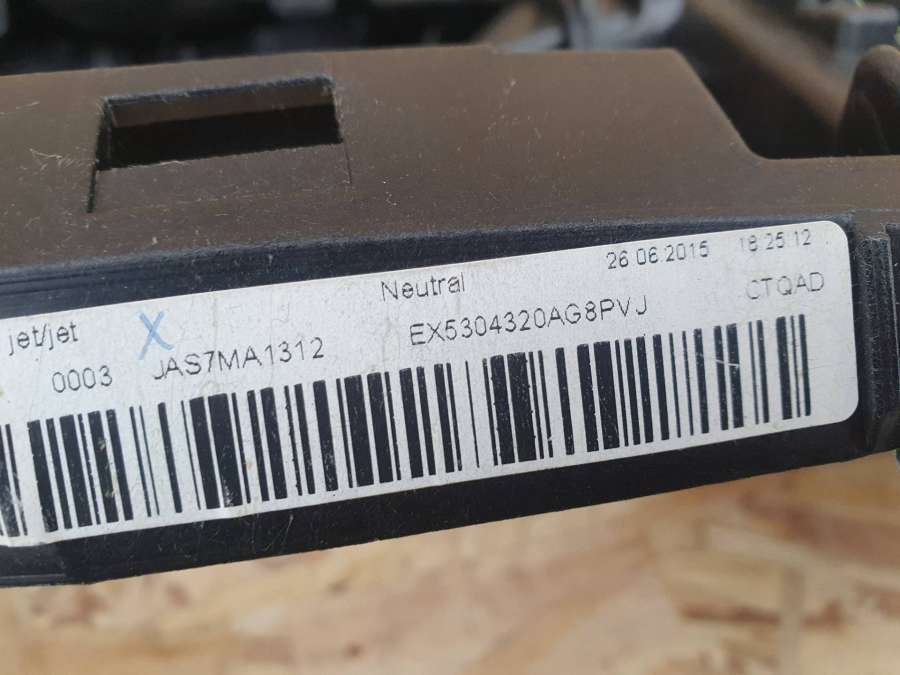 Neutral 26 06.2015 18:25:12
jet/jet X
0003 JAS7MA1312 EX5304320AG8PVJ CTQAD